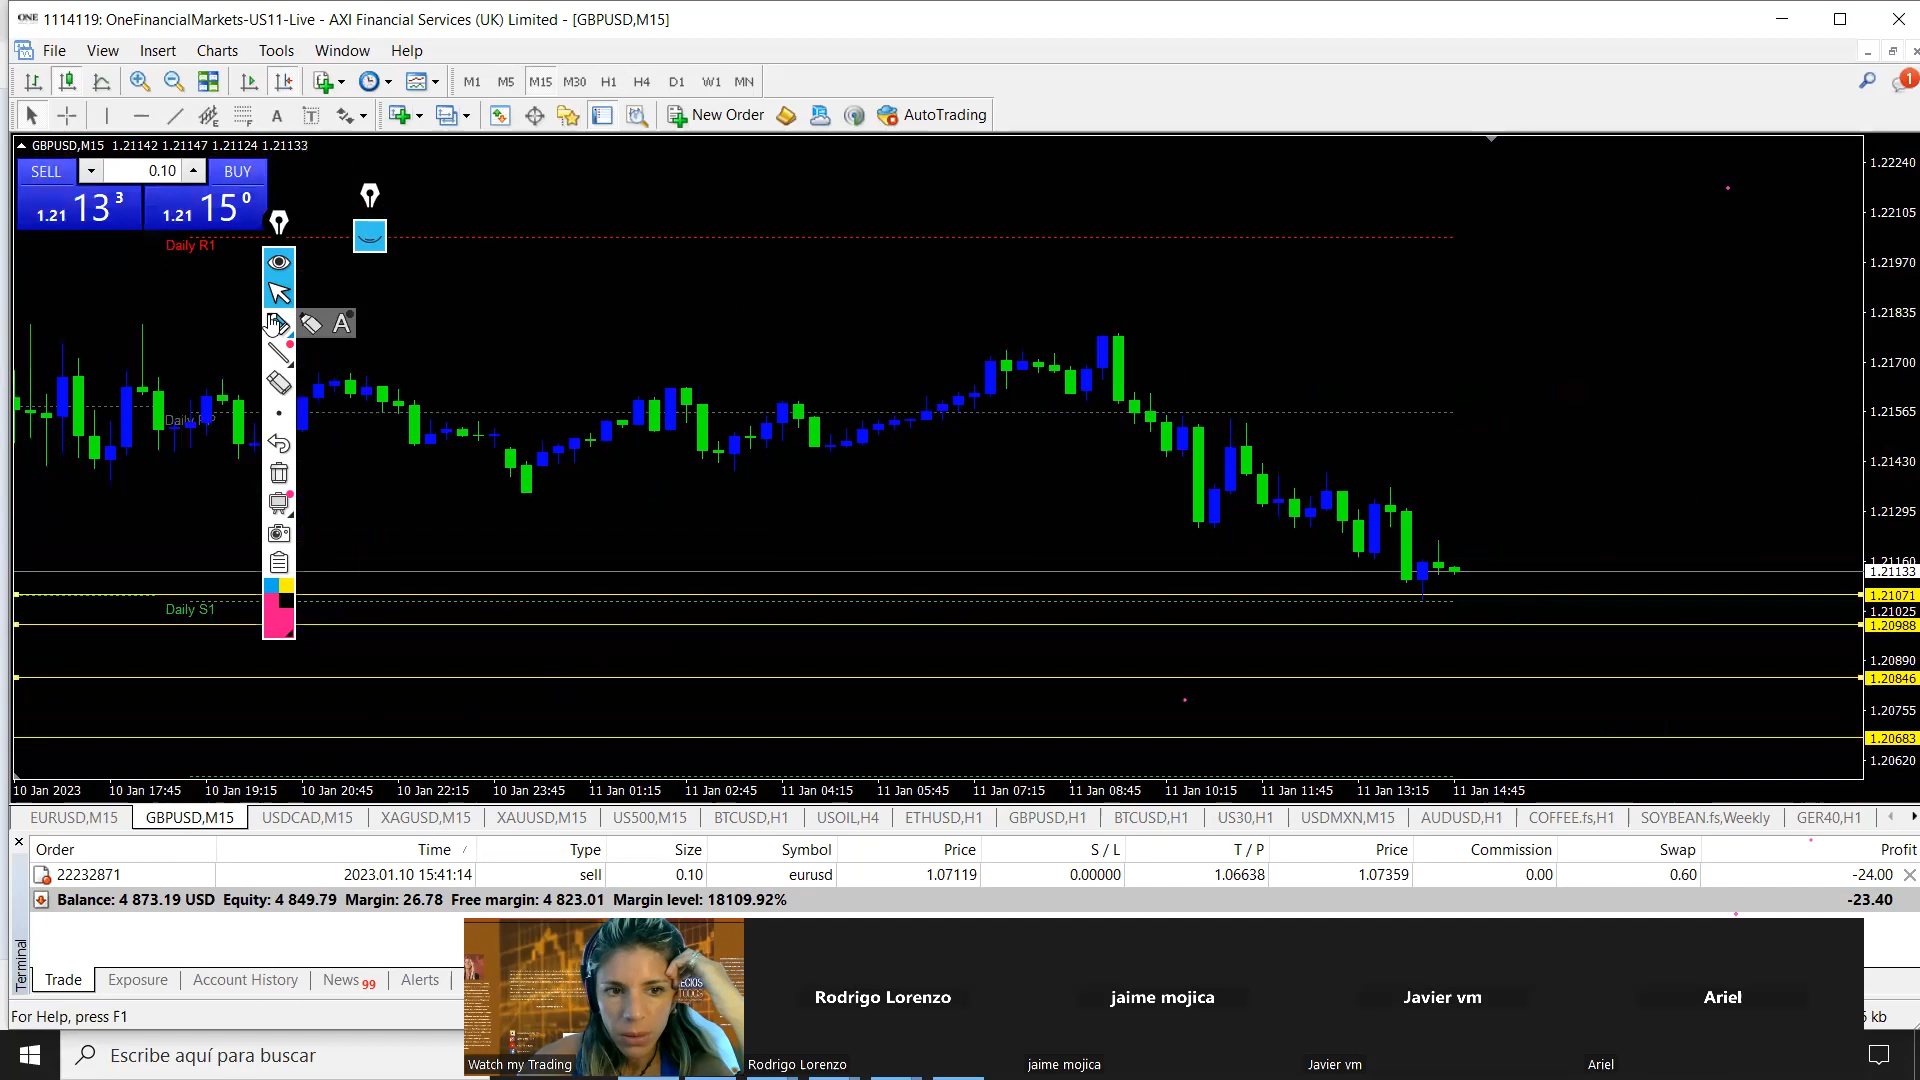 1114119: OneFinancialMarkets-US11-Live - AXI Financial Services (UK) Limited - [GBPUSD,M15]
File View Insert Charts Tools Window Help
M1 M5 M15 M30 H1 H4 D1 W1 MN
New Order AutoTrading
GBPUSD,M15 1.21142 1.21147 1.21124 1.21133
SELL 0.10 BUY
1.21 13 3 1.21 15 0
Daily R1
Daily S1
1.22240
1.22105
1.21970
1.21835
1.21700
1.21565
1.21430
1.21295
1.21160
1.21133
1.21071
1.21025
1.20988
1.20890
1.20846
1.20755
1.20683
1.20620
10 Jan 2023 10 Jan 17:45 10 Jan 19:15 10 Jan 20:45 10 Jan 22:15 10 Jan 23:45 11 Jan 01:15 11 Jan 02:45 11 Jan 04:15 11 Jan 05:45 11 Jan 07:15 11 Jan 08:45 11 Jan 10:15 11 Jan 11:45 11 Jan 13:15 11 Jan 14:45
EURUSD,M15 GBPUSD,M15 USDCAD,M15 XAGUSD,M15 XAUUSD,M15 US500,M15 BTCUSD,H1 USOIL,H4 ETHUSD,H1 GBPUSD,H1 BTCUSD,H1 US30,H1 USDMXN,M15 AUDUSD,H1 COFFEE.fs,H1 SOYBEAN.fs,Weekly GER40,H1
Order Time Type Size Symbol Price S / L T / P Price Commission Swap Profit
22232871 2023.01.10 15:41:14 sell 0.10 eurusd 1.07119 0.00000 1.06638 1.07359 0.00 0.60 -24.00
Balance: 4 873.19 USD Equity: 4 849.79 Margin: 26.78 Free margin: 4 823.01 Margin level: 18109.92% -23.40
Terminal
Trade Exposure Account History News 99 Alerts
For Help, press F1
kb
Escribe aquí para buscar
Watch my Trading
Rodrigo Lorenzo
Rodrigo Lorenzo
jaime mojica
jaime mojica
Javier vm
Javier vm
Ariel
Ariel